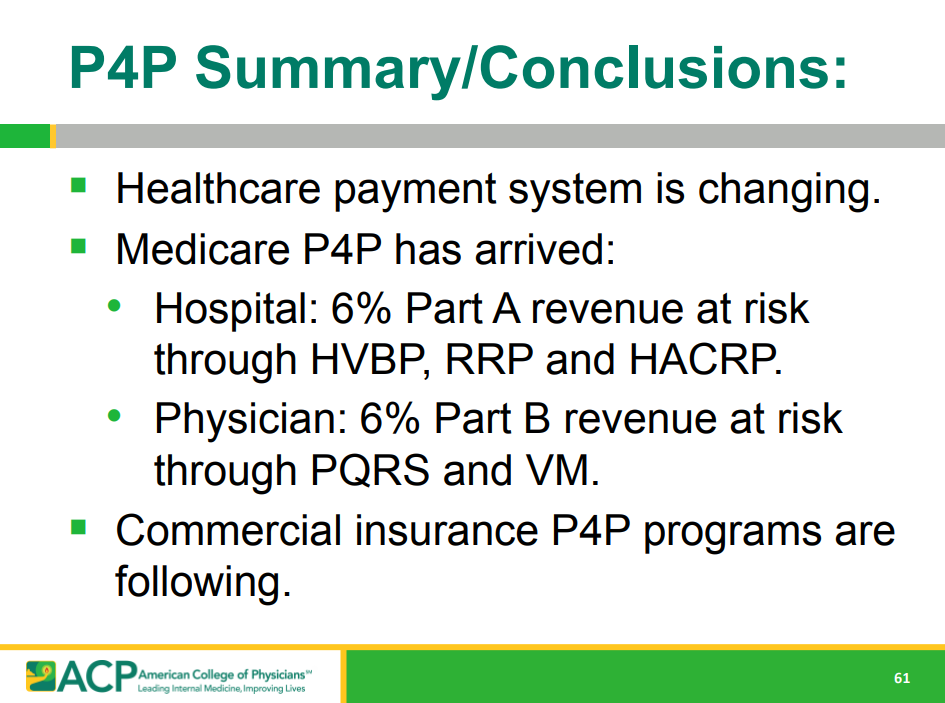 P4P Summary/Conclusions:
Healthcare payment system is changing.
Medicare P4P has arrived:
Hospital: 6% Part A revenue at risk
through HVBP, RRP and HACRP.
Physician: 6% Part B revenue at risk
through PQRS and VM.
Commercial insurance P4P programs are
following.
ACP American College of Physicians℠
Leading Internal Medicine, Improving Lives
61